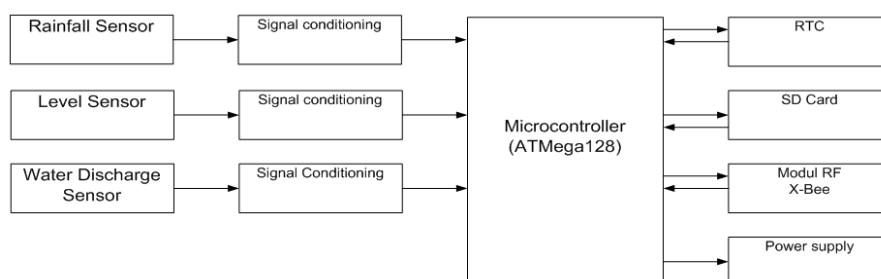 Rainfall Sensor
Signal conditioning
RTC
Level Sensor
Signal conditioning
SD Card
Microcontroller
(ATMega128)
Water Discharge
Sensor
Signal Conditioning
Modul RF
X-Bee
Power supply